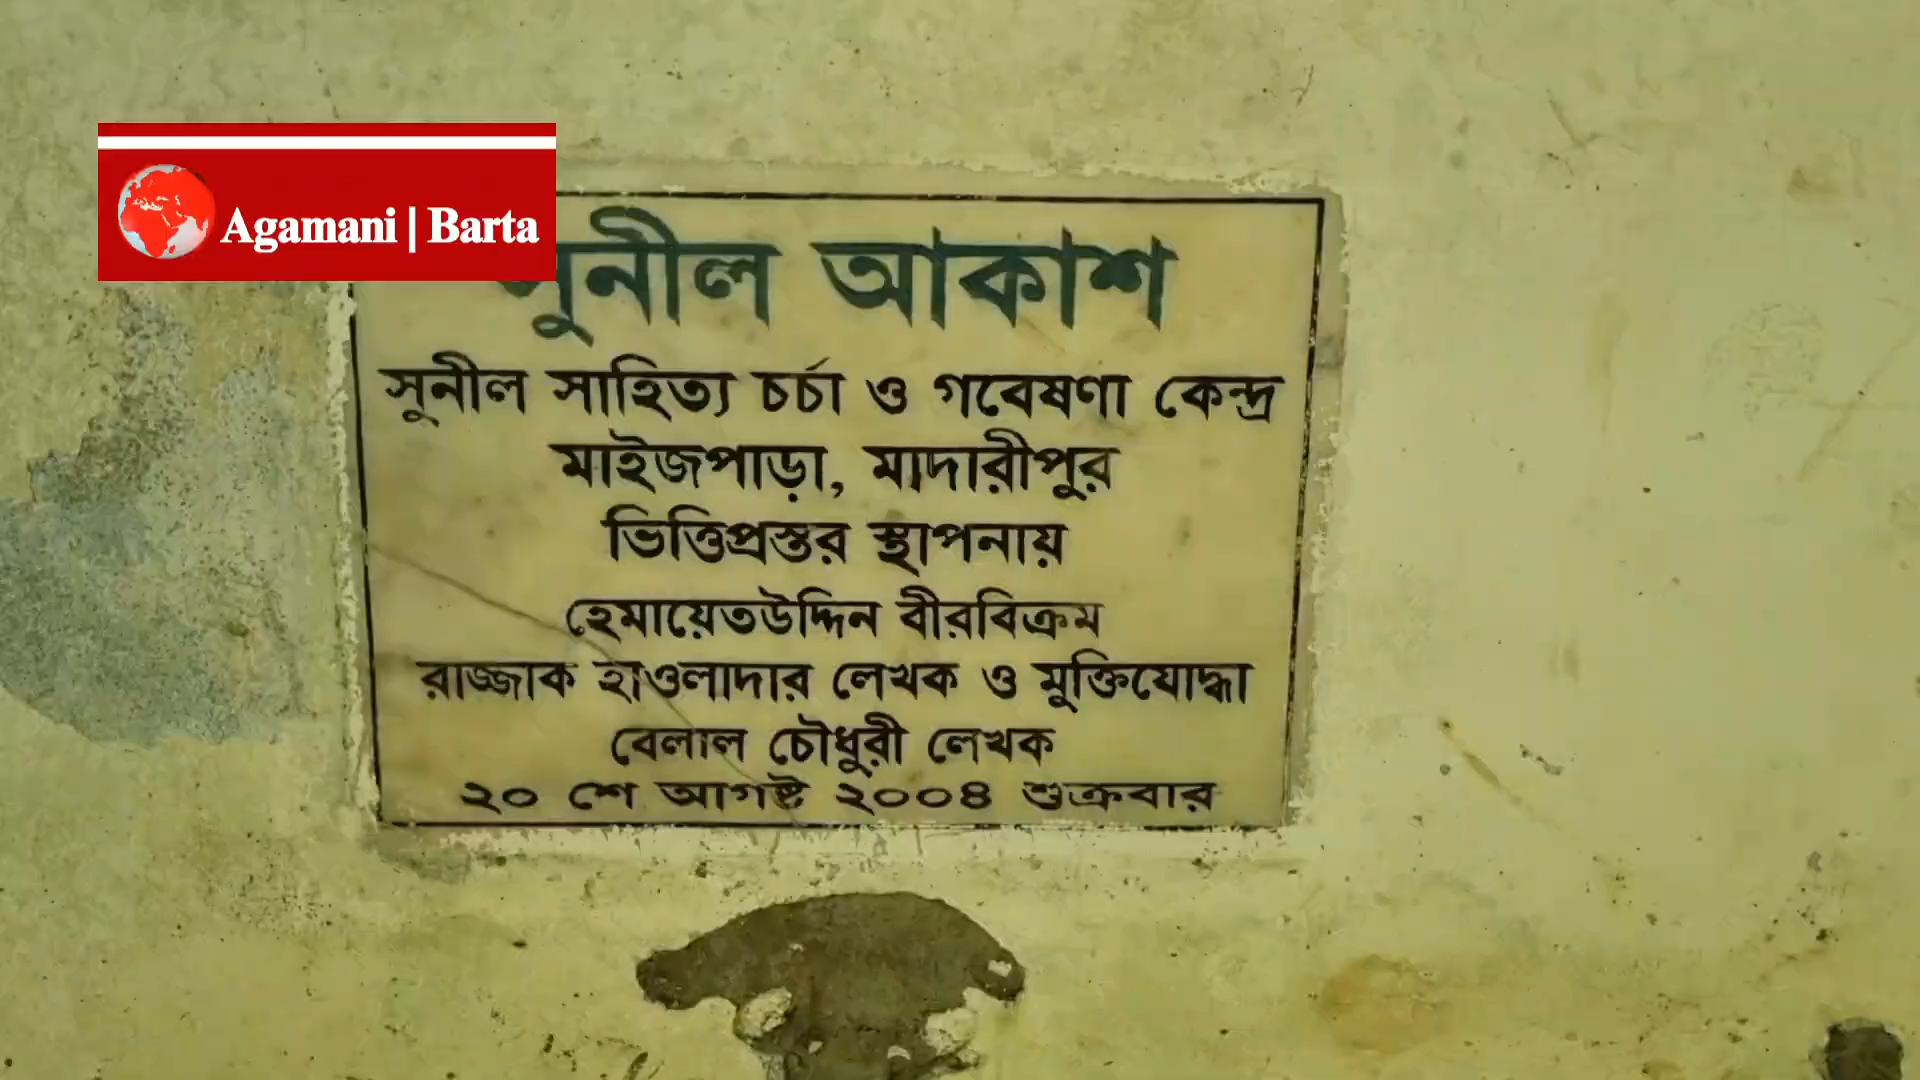 Agamani | Barta
সুনীল আকাশ
সুনীল সাহিত্য চর্চা ও গবেষণা কেন্দ্র
মাইজপাড়া, মাদারীপুর
ভিত্তিপ্রস্তর স্থাপনায়
হেমায়েতউদ্দিন বীরবিক্রম
রাজ্জাক হাওলাদার লেখক ও মুক্তিযোদ্ধা
বেলাল চৌধুরী লেখক
২০ শে আগষ্ট ২০০৪ শুক্রবার